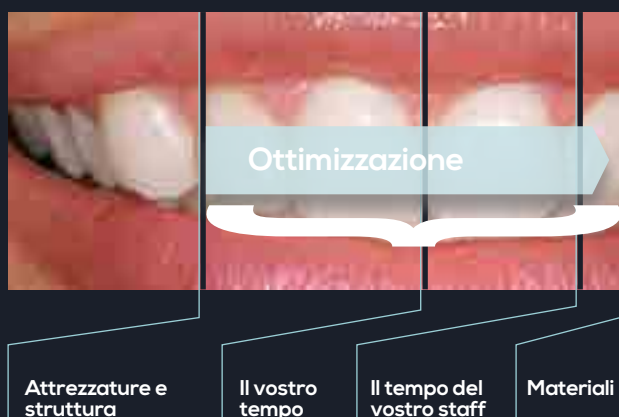 Ottimizzazione
Attrezzature e
struttura
Il vostro
tempo
Il tempo del
vostro staff
Materiali